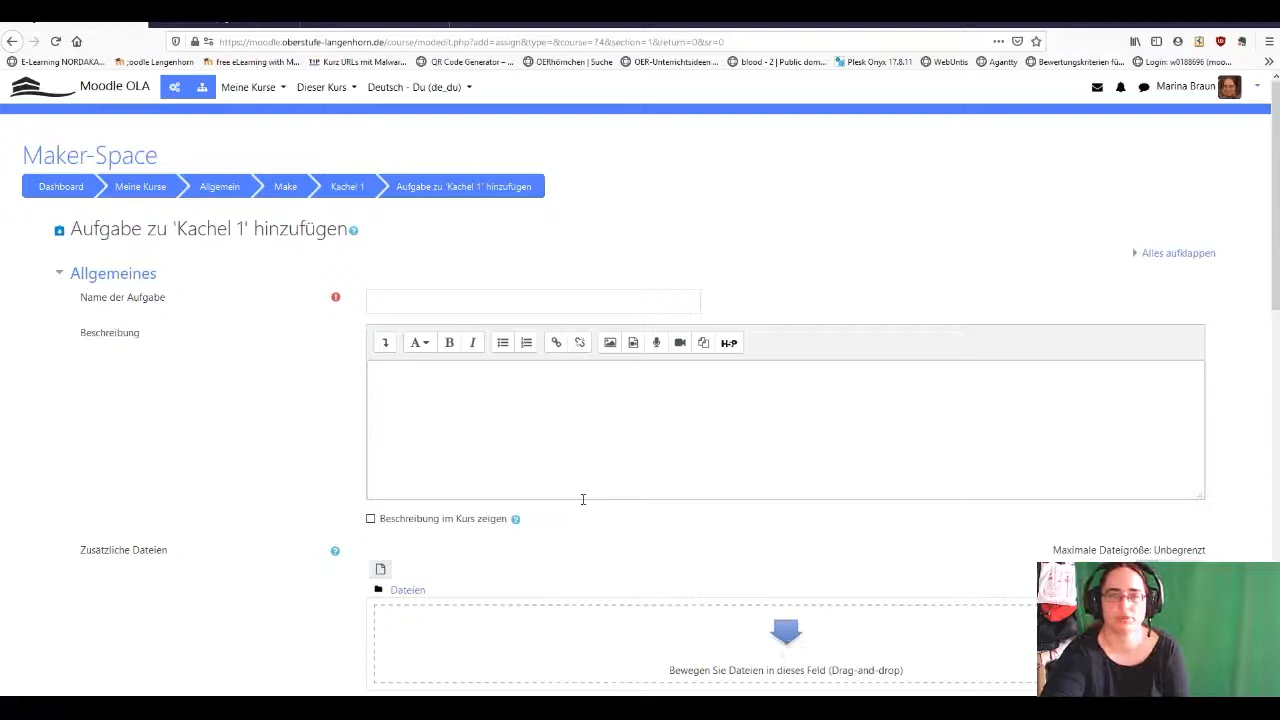 https://moodle.oberstufe-langenhorn.de/course/modedit.php?add=assign&type=&course=74&section=1&return=0&sr=0
E-Learning NORDAKA... ;oodle Langenhorn free eLearning with M... Kurz URLs mit Malwar... QR Code Generator –... OERhörnchen | Suche OER-Unterrichtsideen ... blood - 2 | Public dom... Plesk Onyx 17.8.11 WebUntis Agantty Bewertungskriterien fü... Login: w0188696 (moo...
Moodle OLA Meine Kurse Dieser Kurs Deutsch - Du (de_du) Marina Braun
Maker-Space
Dashboard Meine Kurse Allgemein Make Kachel 1 Aufgabe zu 'Kachel 1' hinzufügen
Aufgabe zu 'Kachel 1' hinzufügen
Alles aufklappen
Allgemeines
Name der Aufgabe
Beschreibung
A B I H-P
Beschreibung im Kurs zeigen
Zusätzliche Dateien Maximale Dateigröße: Unbegrenzt
Dateien
Bewegen Sie Dateien in dieses Feld (Drag-and-drop)